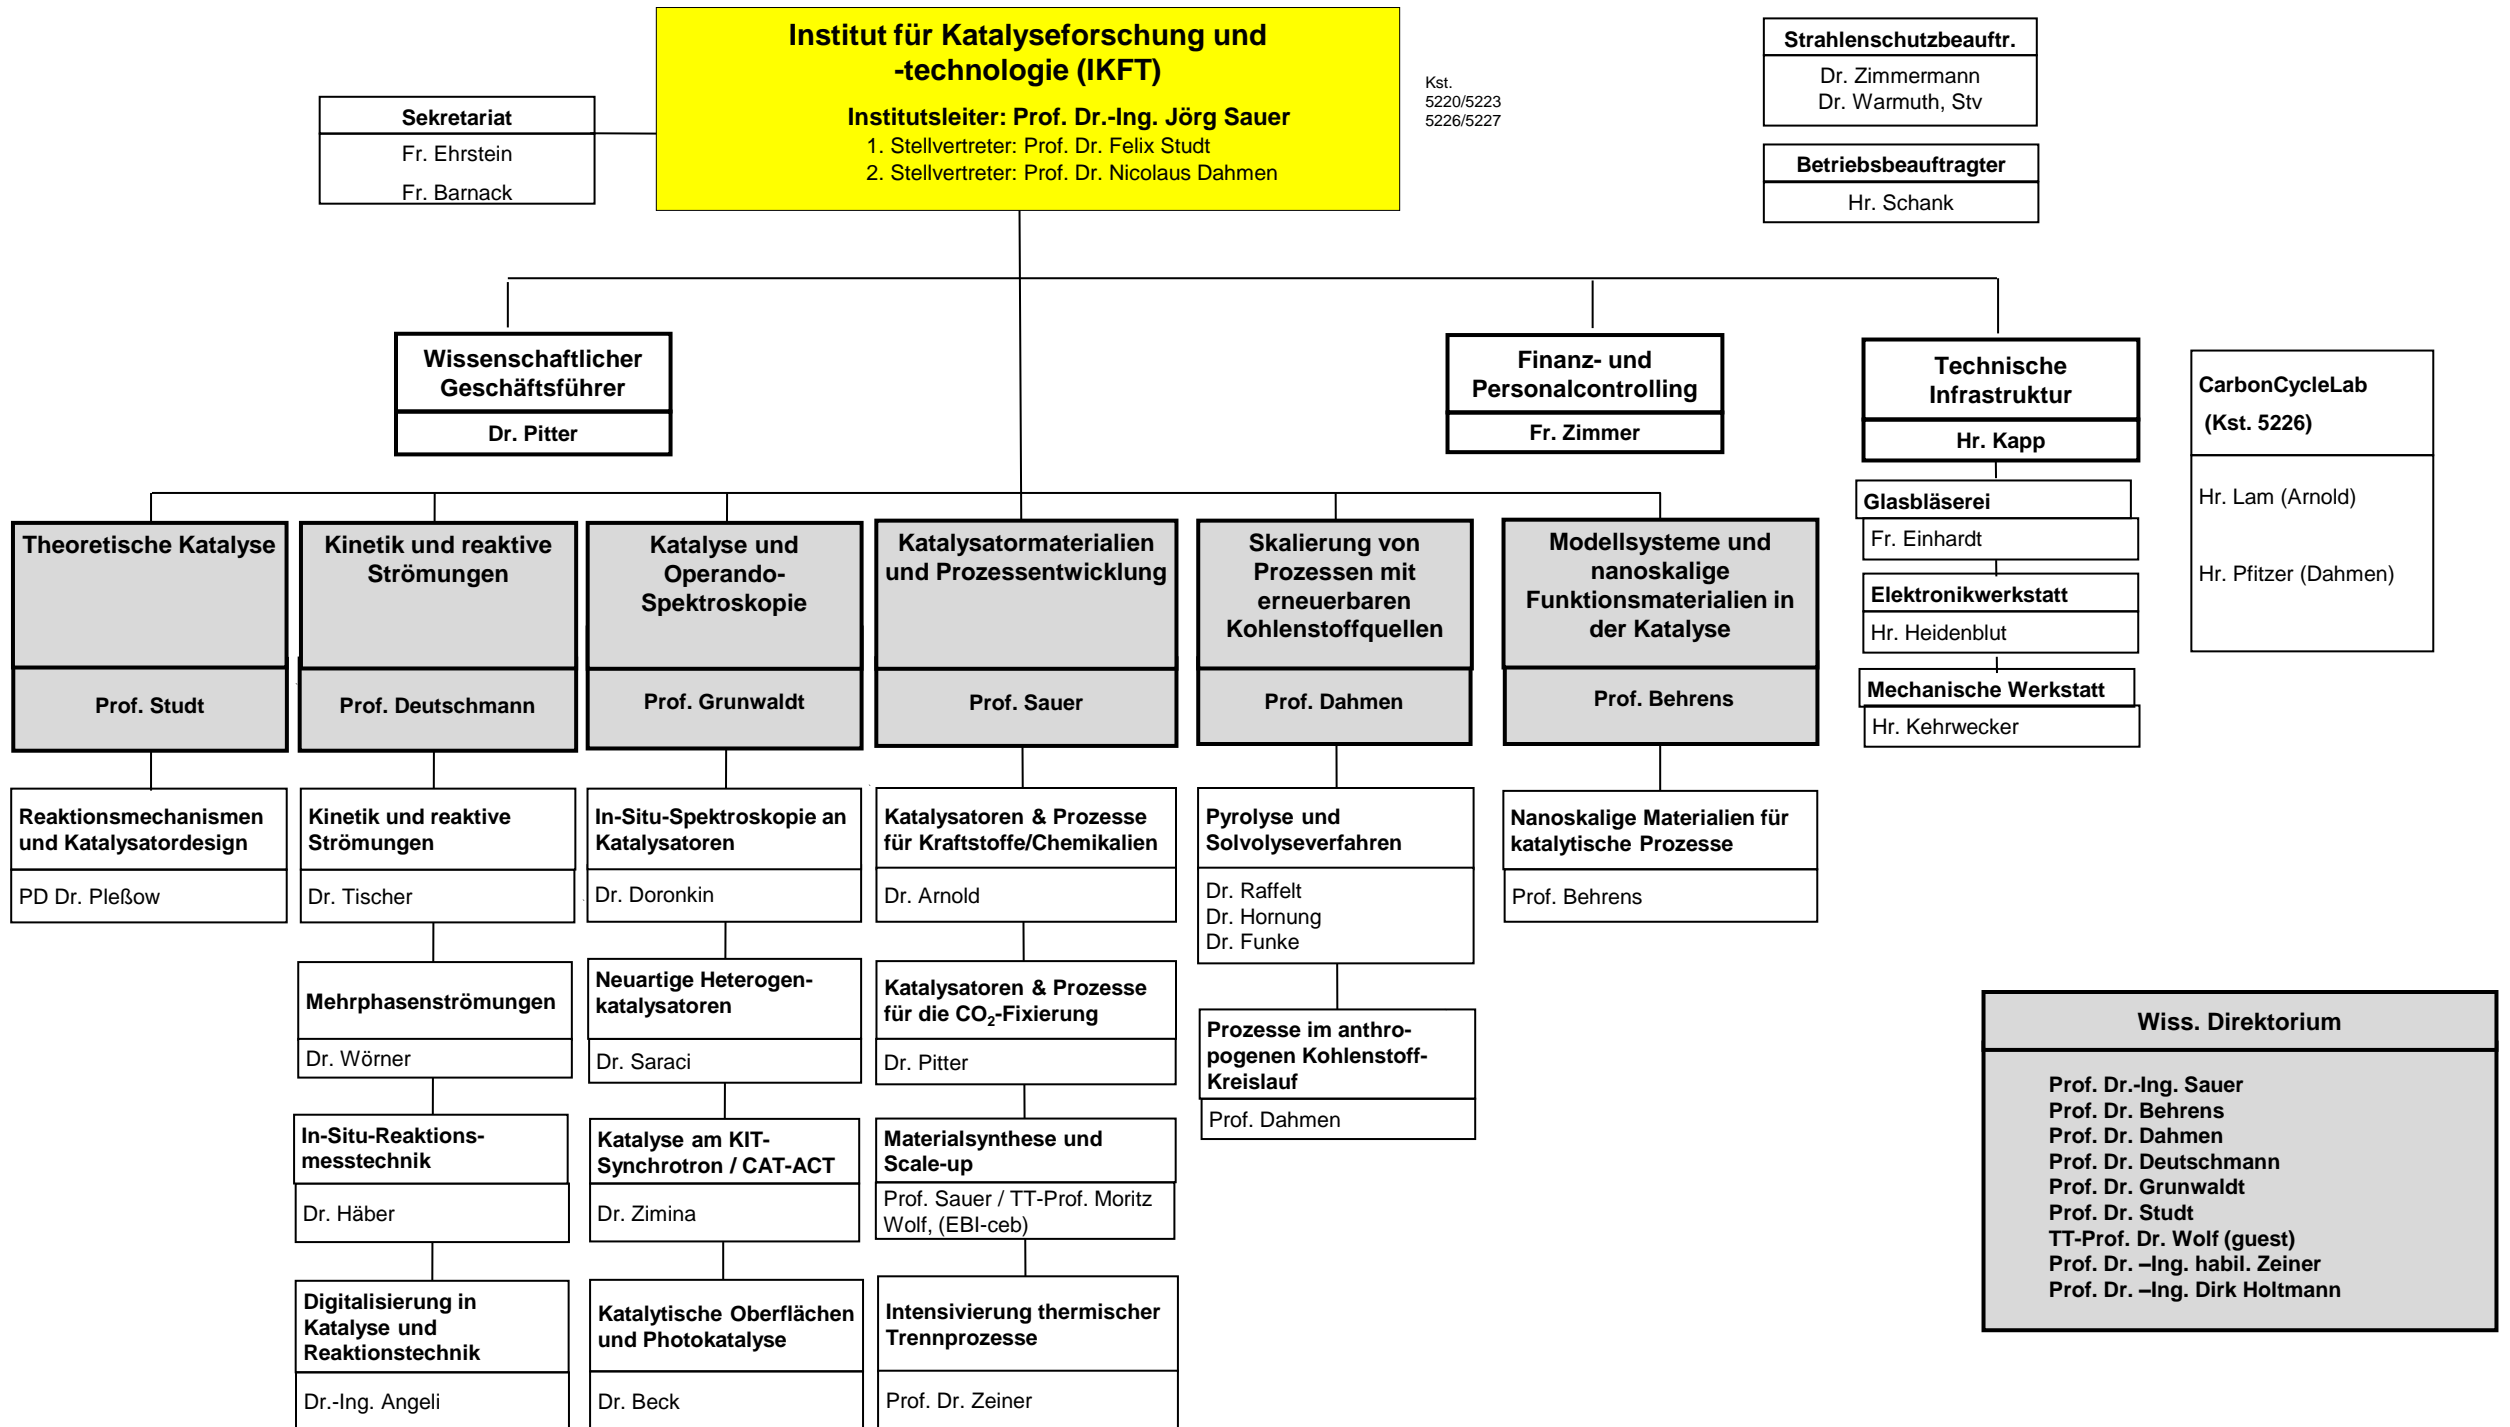 Institut für Katalyseforschung und
-technologie (IKFT)
Institutsleiter: Prof. Dr.-Ing. Jörg Sauer
1. Stellvertreter: Prof. Dr. Felix Studt
2. Stellvertreter: Prof. Dr. Nicolaus Dahmen
Sekretariat
Fr. Ehrstein
Fr. Barnack
Kst.
5220/5223
5226/5227
Strahlenschutzbeauftr.
Dr. Zimmermann
Dr. Warmuth, Stv
Betriebsbeauftragter
Hr. Schank
Wissenschaftlicher
Geschäftsführer
Dr. Pitter
Finanz- und
Personalcontrolling
Fr. Zimmer
Technische
Infrastruktur
Hr. Kapp
Glasbläserei
Fr. Einhardt
Elektronikwerkstatt
Hr. Heidenblut
Mechanische Werkstatt
Hr. Kehrwecker
CarbonCycleLab
(Kst. 5226)
Hr. Lam (Arnold)
Hr. Pfitzer (Dahmen)
Theoretische Katalyse
Prof. Studt
Reaktionsmechanismen
und Katalysatordesign
PD Dr. Pleßow
Kinetik und reaktive
Strömungen
Prof. Deutschmann
Kinetik und reaktive
Strömungen
Dr. Tischer
Mehrphasenströmungen
Dr. Wörner
In-Situ-Reaktions-
messtechnik
Dr. Häber
Digitalisierung in
Katalyse und
Reaktionstechnik
Dr.-Ing. Angeli
Katalyse und
Operando-
Spektroskopie
Prof. Grunwaldt
In-Situ-Spektroskopie an
Katalysatoren
Dr. Doronkin
Neuartige Heterogen-
katalysatoren
Dr. Saraci
Katalyse am KIT-
Synchrotron / CAT-ACT
Dr. Zimina
Katalytische Oberflächen
und Photokatalyse
Dr. Beck
Katalysatormaterialien
und Prozessentwicklung
Prof. Sauer
Katalysatoren & Prozesse
für Kraftstoffe/Chemikalien
Dr. Arnold
Katalysatoren & Prozesse
für die CO₂-Fixierung
Dr. Pitter
Materialsynthese und
Scale-up
Prof. Sauer / TT-Prof. Moritz
Wolf, (EBI-ceb)
Intensivierung thermischer
Trennprozesse
Prof. Dr. Zeiner
Skalierung von
Prozessen mit
erneuerbaren
Kohlenstoffquellen
Prof. Dahmen
Pyrolyse und
Solvolyseverfahren
Dr. Raffelt
Dr. Hornung
Dr. Funke
Prozesse im anthro-
pogenen Kohlenstoff-
Kreislauf
Prof. Dahmen
Modellsysteme und
nanoskalige
Funktionsmaterialien in
der Katalyse
Prof. Behrens
Nanoskalige Materialien für
katalytische Prozesse
Prof. Behrens
Wiss. Direktorium
Prof. Dr.-Ing. Sauer
Prof. Dr. Behrens
Prof. Dr. Dahmen
Prof. Dr. Deutschmann
Prof. Dr. Grunwaldt
Prof. Dr. Studt
TT-Prof. Dr. Wolf (guest)
Prof. Dr. –Ing. habil. Zeiner
Prof. Dr. –Ing. Dirk Holtmann